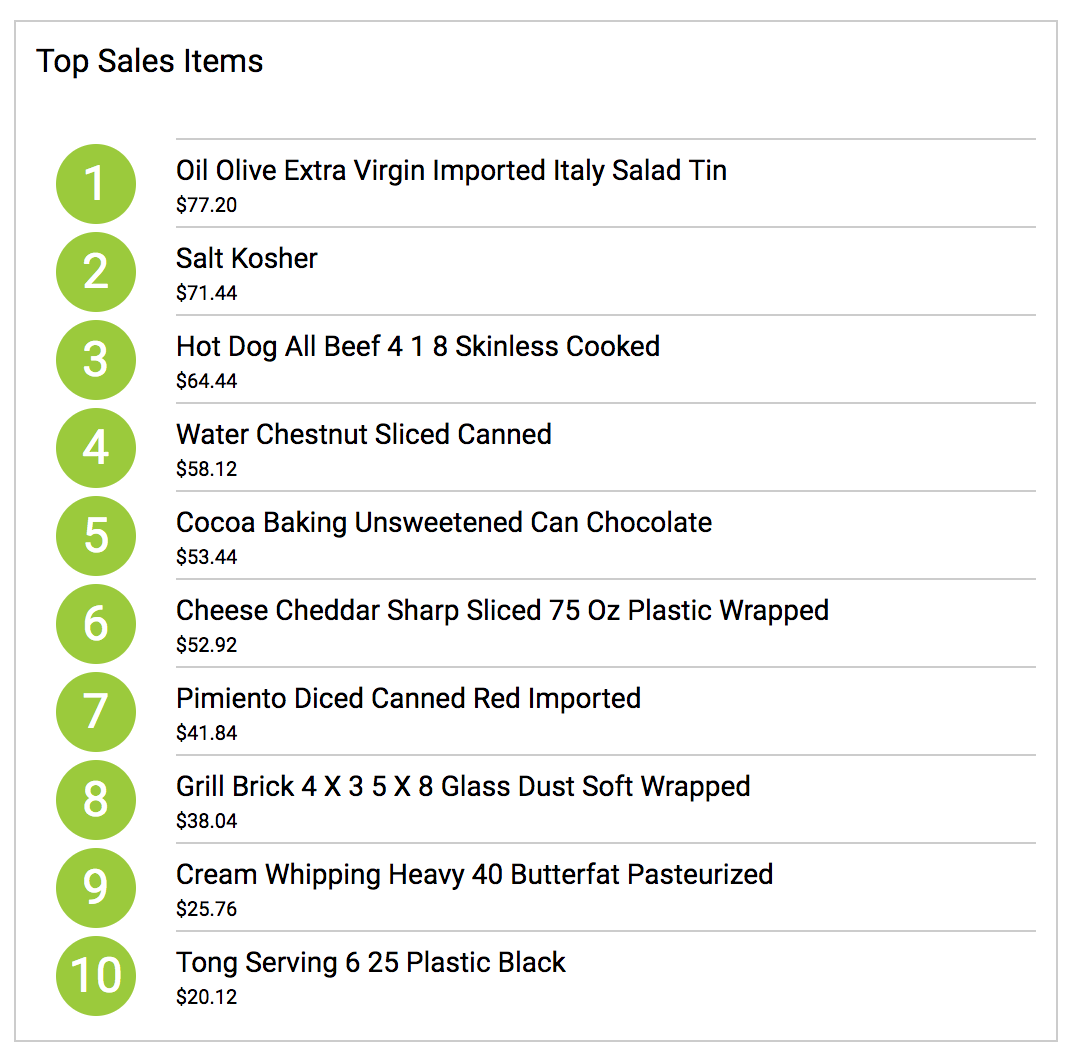 Top Sales Items
1
Oil Olive Extra Virgin Imported Italy Salad Tin
$77.20
2
Salt Kosher
$71.44
3
Hot Dog All Beef 4 1 8 Skinless Cooked
$64.44
4
Water Chestnut Sliced Canned
$58.12
5
Cocoa Baking Unsweetened Can Chocolate
$53.44
6
Cheese Cheddar Sharp Sliced 75 Oz Plastic Wrapped
$52.92
7
Pimiento Diced Canned Red Imported
$41.84
8
Grill Brick 4 X 3 5 X 8 Glass Dust Soft Wrapped
$38.04
9
Cream Whipping Heavy 40 Butterfat Pasteurized
$25.76
10
Tong Serving 6 25 Plastic Black
$20.12